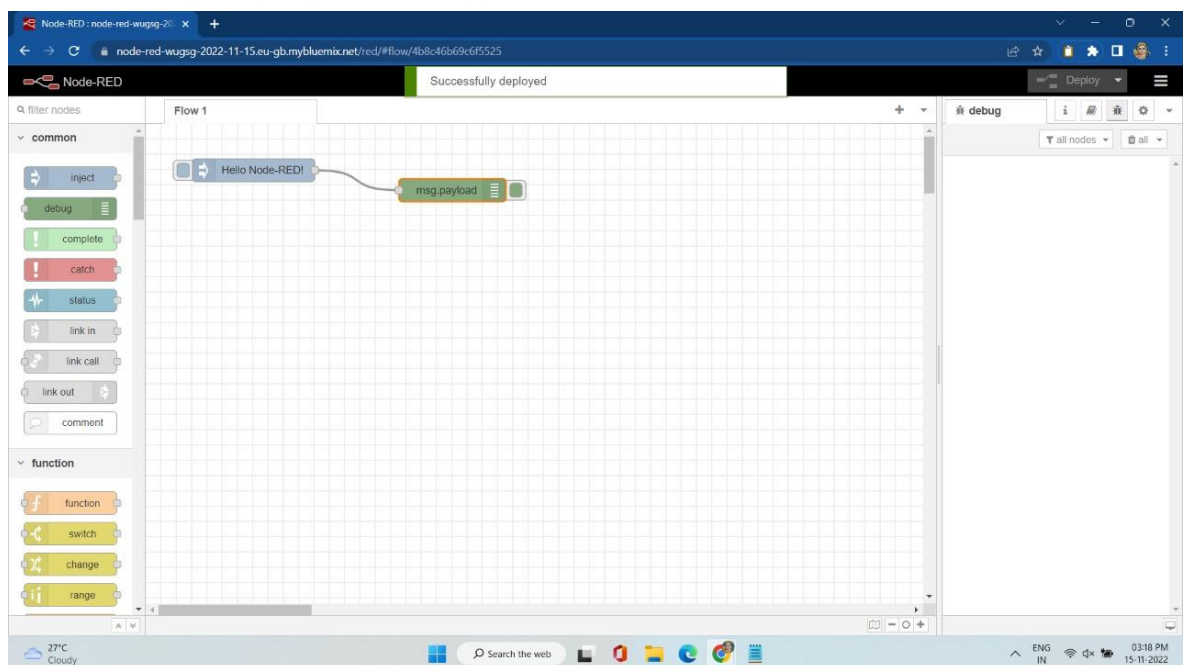 Node-RED : node-red-wugsg-20
node-red-wugsg-2022-11-15.eu-gb.mybluemix.net/red/#flow/4b8c46b69c6f5525
Node-RED
Successfully deployed
Deploy
filter nodes
Flow 1
debug
i
all nodes
all
common
inject
debug
complete
catch
status
link in
link call
link out
comment
function
function
switch
change
range
Hello Node-RED!
msg.payload
27°C
Cloudy
Search the web
ENG
IN
03:18 PM
15-11-2022